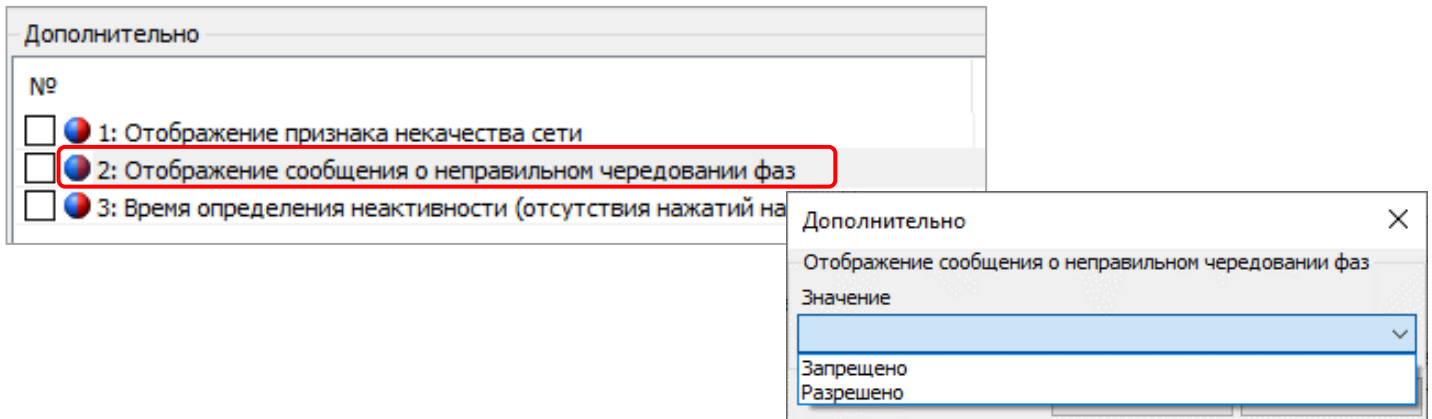 Дополнительно
№
1: Отображение признака некачества сети
2: Отображение сообщения о неправильном чередовании фаз
3: Время определения неактивности (отсутствия нажатий на
Дополнительно
Отображение сообщения о неправильном чередовании фаз
Значение
Запрещено
Разрешено